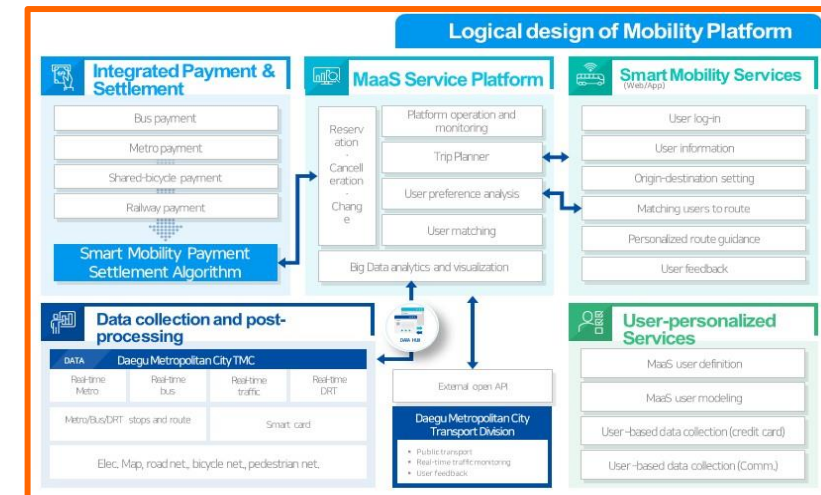 Logical design of Mobility Platform
Integrated Payment &
Settlement
Bus payment
Metro payment
Shared-bicycle payment
Railway payment
Smart Mobility Payment
Settlement Algorithm
MaaS Service Platform
Reserv
ation
-
Cancell
eration
-
Chang
e
Platform operation and
monitoring
Trip Planner
User preference analysis
User matching
Big Data analytics and visualization
Smart Mobility Services
(Web/App)
User log-in
User information
Origin-destination setting
Matching users to route
Personalized route guidance
User feedback
Data collection and post-
processing
DATA Daegu Metropolitan City TMC
Real-time
Metro
Real-time
bus
Real-time
traffic
Real-time
DRT
Metro/Bus/DRT stops and route
Smart card
Elec. Map, road net., bicycle net., pedestrian net.
DATA HUB
External open API
Daegu Metropolitan City
Transport Division
• Public transport
• Real-time traffic monitoring
• User feedback
User-personalized
Services
MaaS user definition
MaaS user modeling
User-based data collection (credit card)
User-based data collection (Comm.)